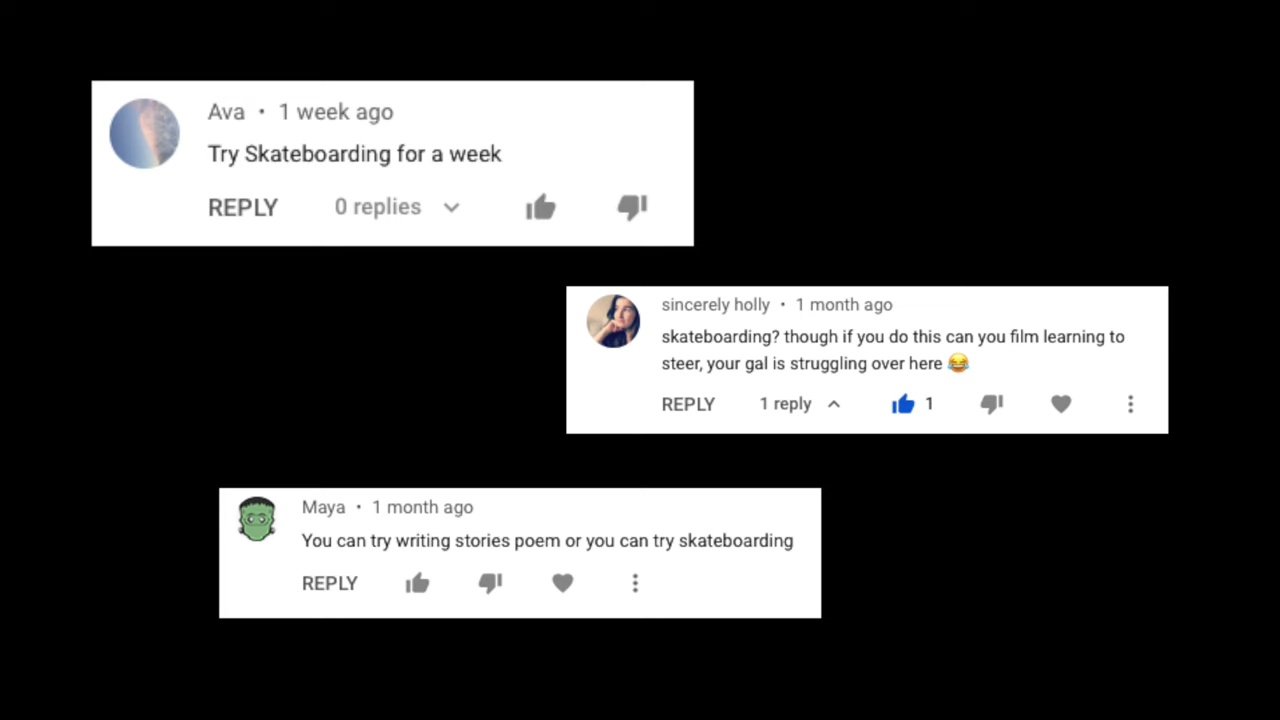 Ava • 1 week ago
Try Skateboarding for a week
REPLY 0 replies
sincerely holly • 1 month ago
skateboarding? though if you do this can you film learning to
steer, your gal is struggling over here 😂
REPLY 1 reply 1
Maya • 1 month ago
You can try writing stories poem or you can try skateboarding
REPLY